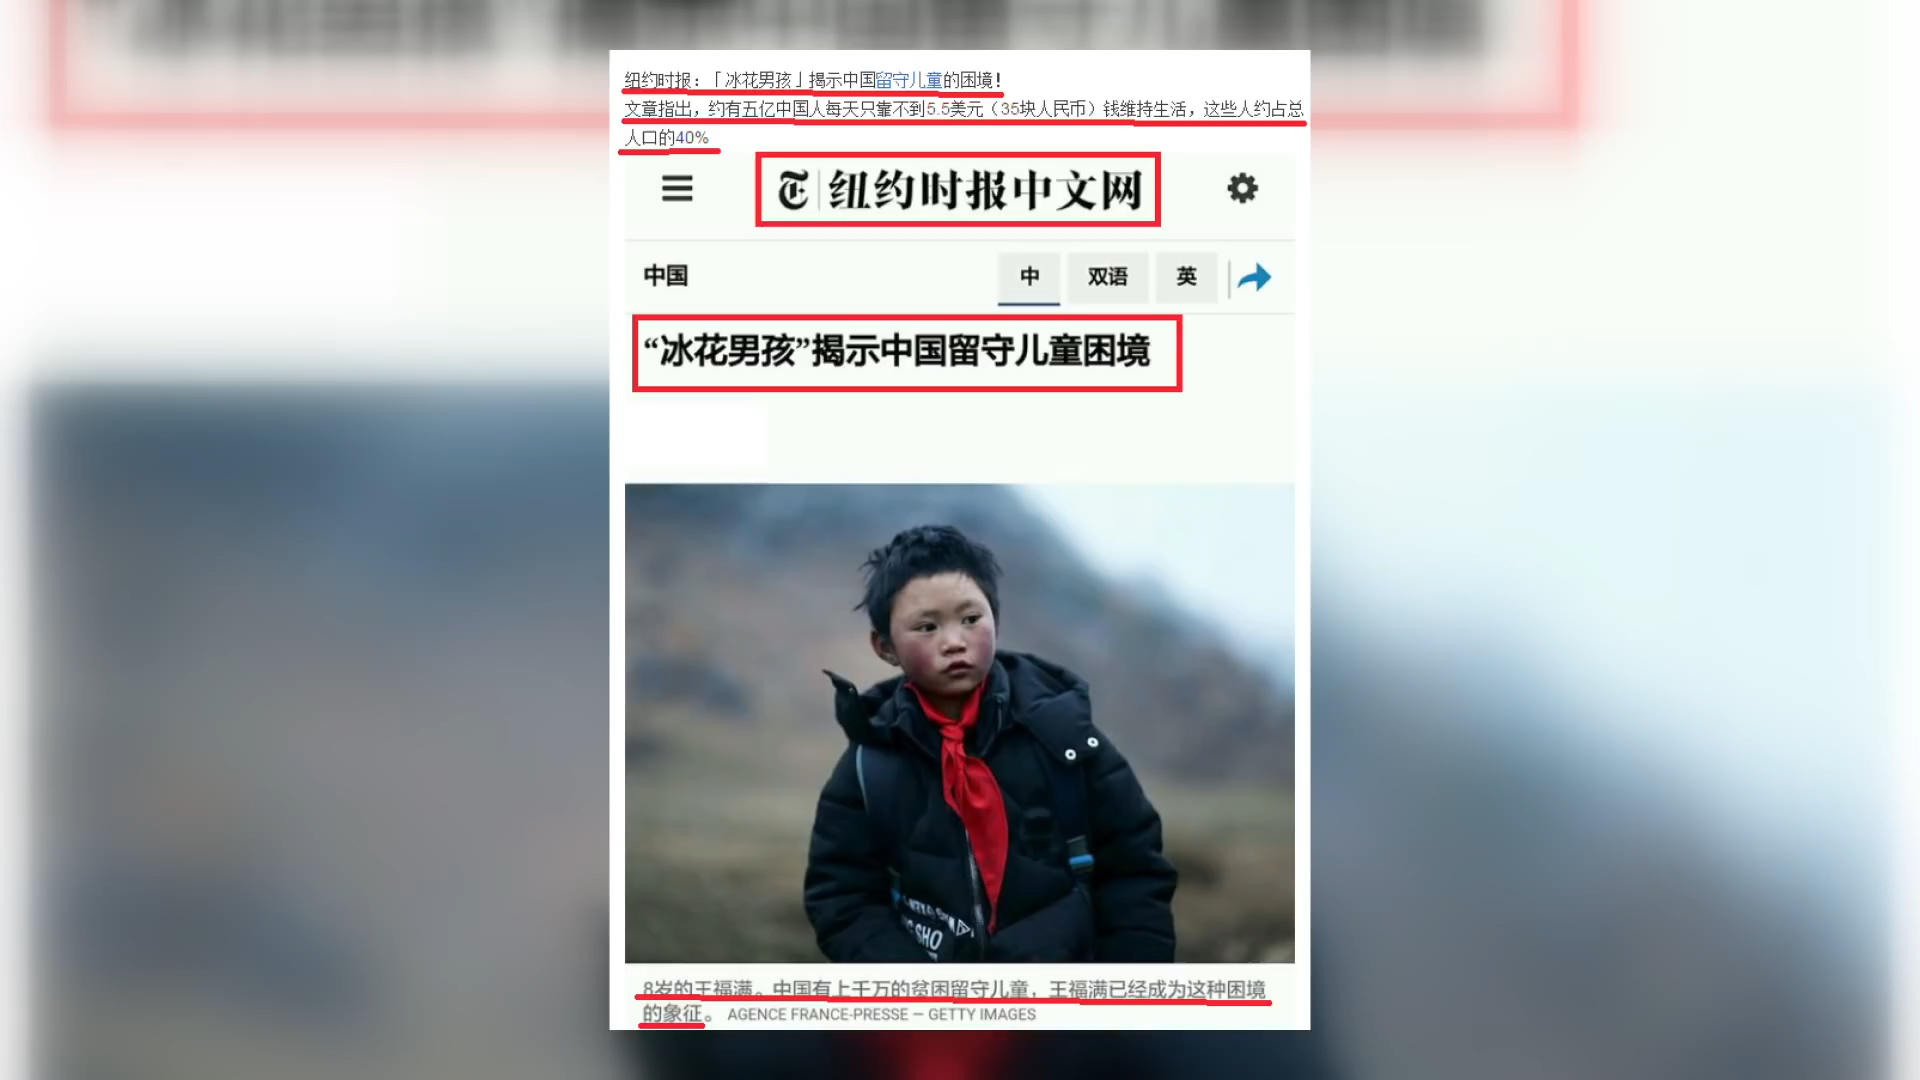 纽约时报：「冰花男孩」揭示中国留守儿童的困境！
文章指出，约有五亿中国人每天只靠不到5.5美元（35块人民币）钱维持生活，这些人约占总
人口的40%
纽约时报中文网
中国
中 双语 英
“冰花男孩”揭示中国留守儿童困境
8岁的王福满。中国有上千万的贫困留守儿童，王福满已经成为这种困境
的象征。 AGENCE FRANCE-PRESSE — GETTY IMAGES